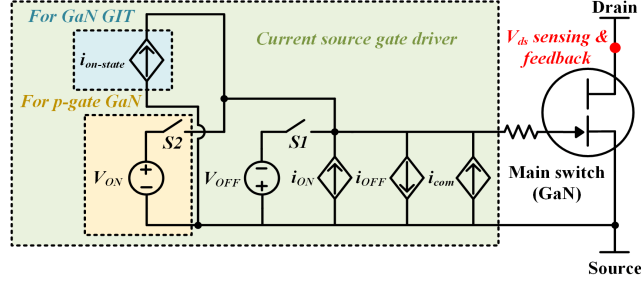 For GaN GIT
Drain
Current source gate driver
V_ds sensing &
feedback
i_on-state
For p-gate GaN
S2
S1
V_ON
V_OFF
i_ON
i_OFF
i_com
Main switch
(GaN)
Source